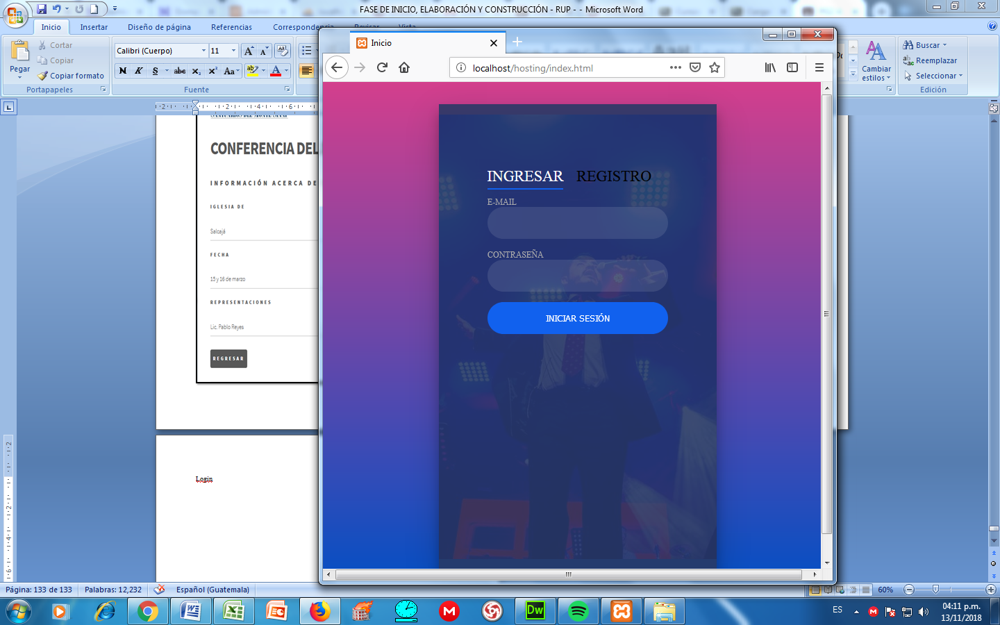 FASE DE INICIO, ELABORACIÓN Y CONSTRUCCIÓN - RUP - - Microsoft Word
Inicio
Insertar
Diseño de página
Referencias
Correspondencia
Revisar
Vista
Pegar
Cortar
Copiar
Copiar formato
Portapapeles
Calibri (Cuerpo)
11
N K S abc x₂ x² Aa
Fuente
Cambiar
estilos
Buscar
Reemplazar
Seleccionar
Edición
CONFERENCIA DEL
INFORMACIÓN ACERCA DE
IGLESIA DE
Salcajá
FECHA
15 y 16 de marzo
REPRESENTACIONES
Lic. Pablo Reyes
REGRESAR
Login
Inicio
localhost/hosting/index.html
INGRESAR REGISTRO
E-MAIL
CONTRASEÑA
INICIAR SESIÓN
Página: 133 de 133
Palabras: 12,232
Español (Guatemala)
60%
Dw
ES
04:11 p.m.
13/11/2018